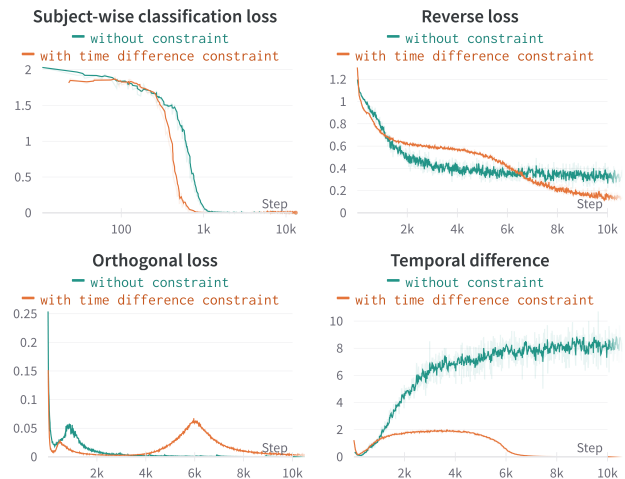 Subject-wise classification loss
without constraint
with time difference constraint
2
1.5
1
0.5
0
100
1k
10k
Step
Reverse loss
without constraint
with time difference constraint
1.2
1
0.8
0.6
0.4
0.2
0
2k
4k
6k
8k
10k
Step
Orthogonal loss
without constraint
with time difference constraint
0.25
0.2
0.15
0.1
0.05
0
2k
4k
6k
8k
10k
Step
Temporal difference
without constraint
with time difference constraint
10
8
6
4
2
0
2k
4k
6k
8k
10k
Step